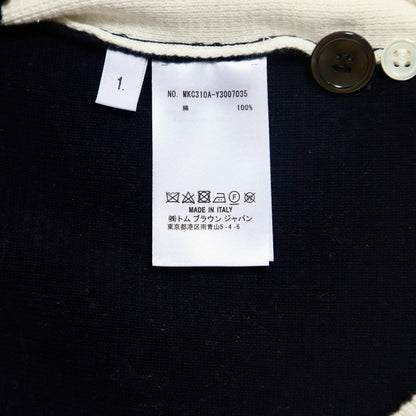 1.
NO. MKC310A-Y3007035
綿 100%
MADE IN ITALY
㈱トム ブラウン ジャパン
東京都港区南青山5-4-6